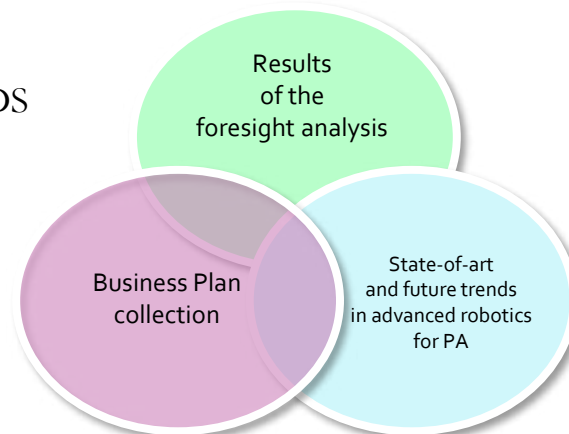 Results
of the
foresight analysis
DS
Business Plan
collection
State-of-art
and future trends
in advanced robotics
for PA